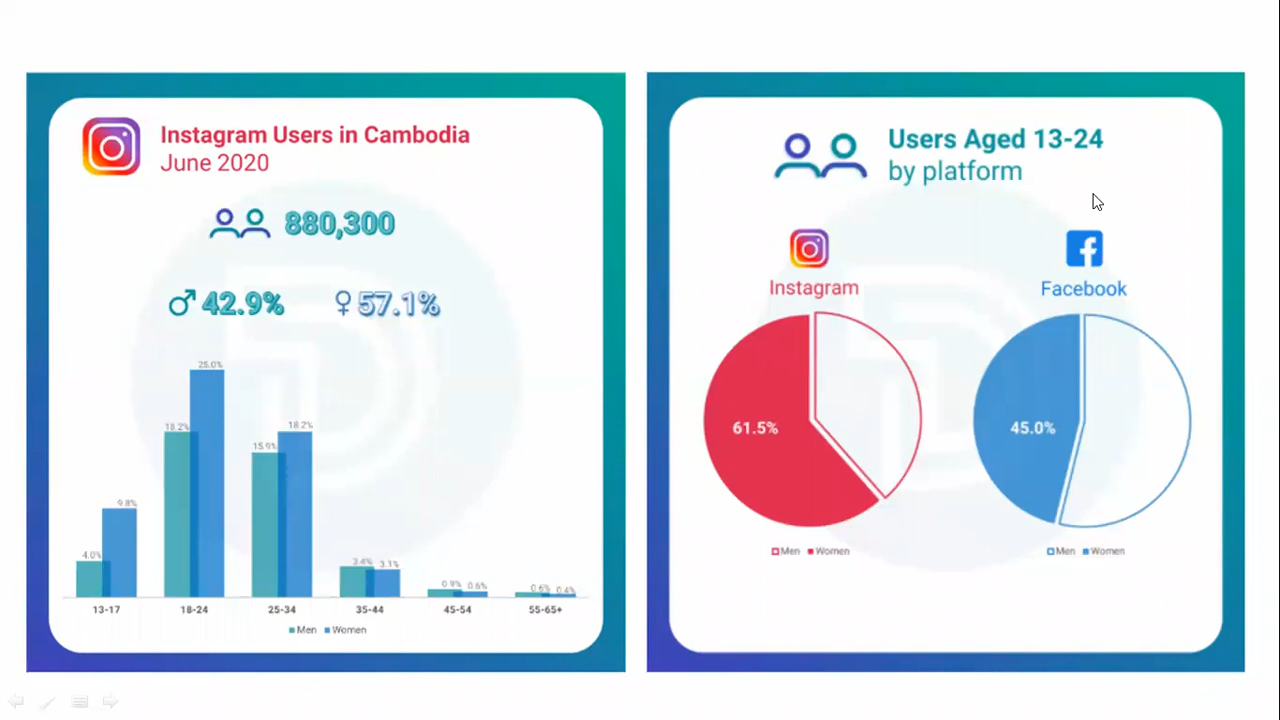 Instagram Users in Cambodia
June 2020
880,300
42.9%
57.1%
4.0%
9.8%
18.2%
25.0%
15.9%
18.2%
3.4%
3.1%
0.9%
0.6%
0.6%
0.4%
13-17
18-24
25-34
35-44
45-54
55-65+
Men
Women
Users Aged 13-24
by platform
Instagram
Facebook
61.5%
45.0%
Men
Women
Men
Women